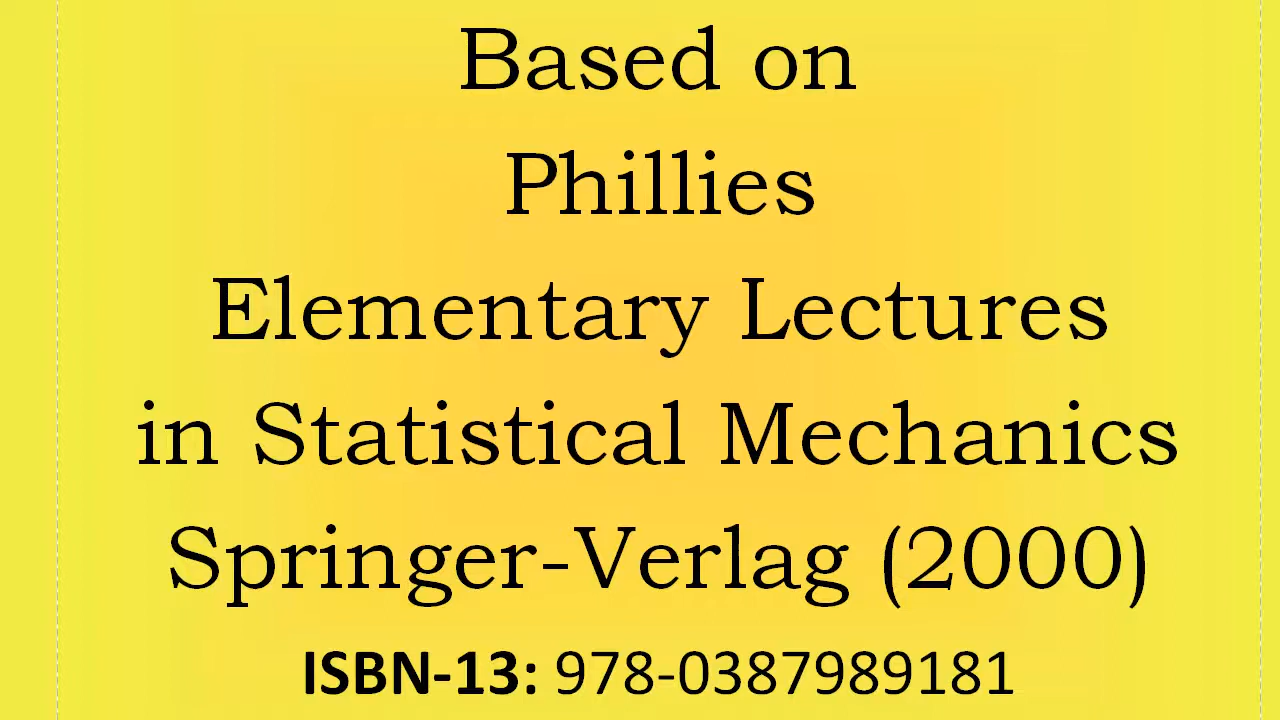 Based on
Phillies
Elementary Lectures
in Statistical Mechanics
Springer-Verlag (2000)
ISBN-13: 978-0387989181